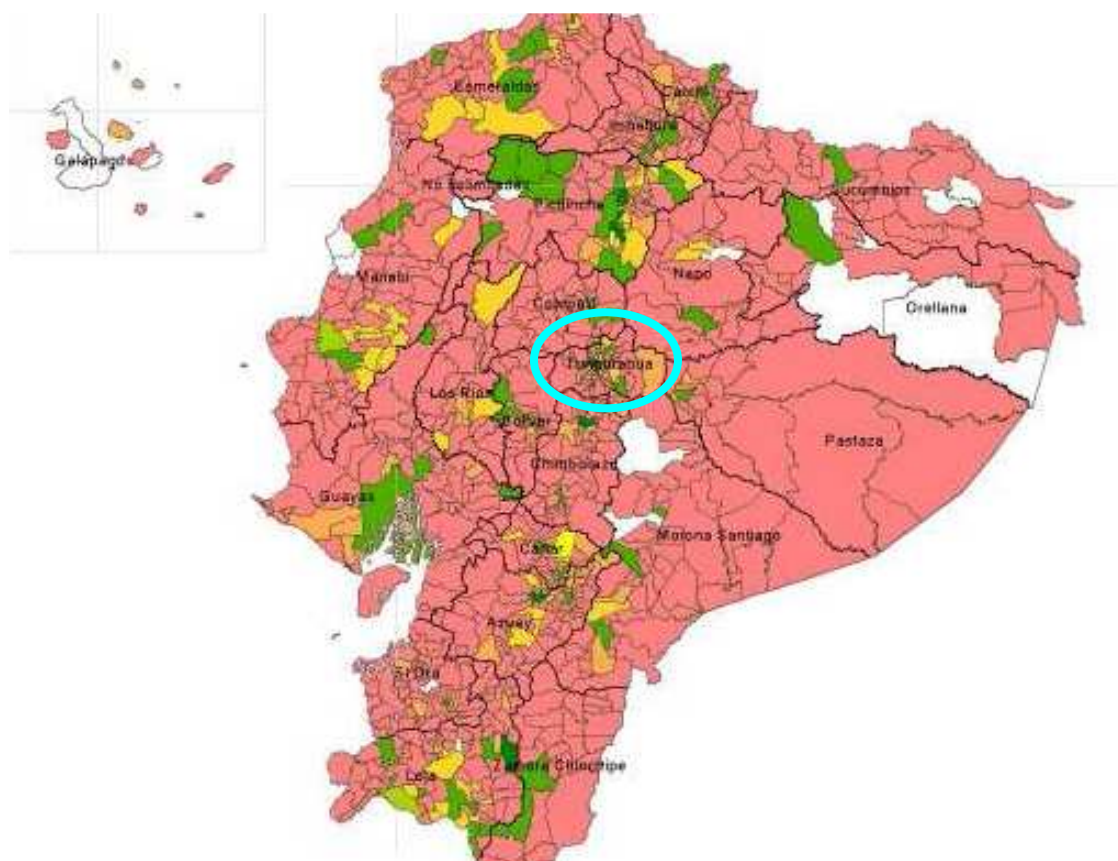 Esmeraldas
Carchi
Imbabura
Galápagos
Sucumbios
Pichincha
Manabi
Napo
Cotopaxi
Orellana
Tungurahua
Los Rios
Bolivar
Pastaza
Chimborazo
Guayas
Morona Santiago
Cañar
Azuay
El Oro
Zamora Chinchipe
Loja